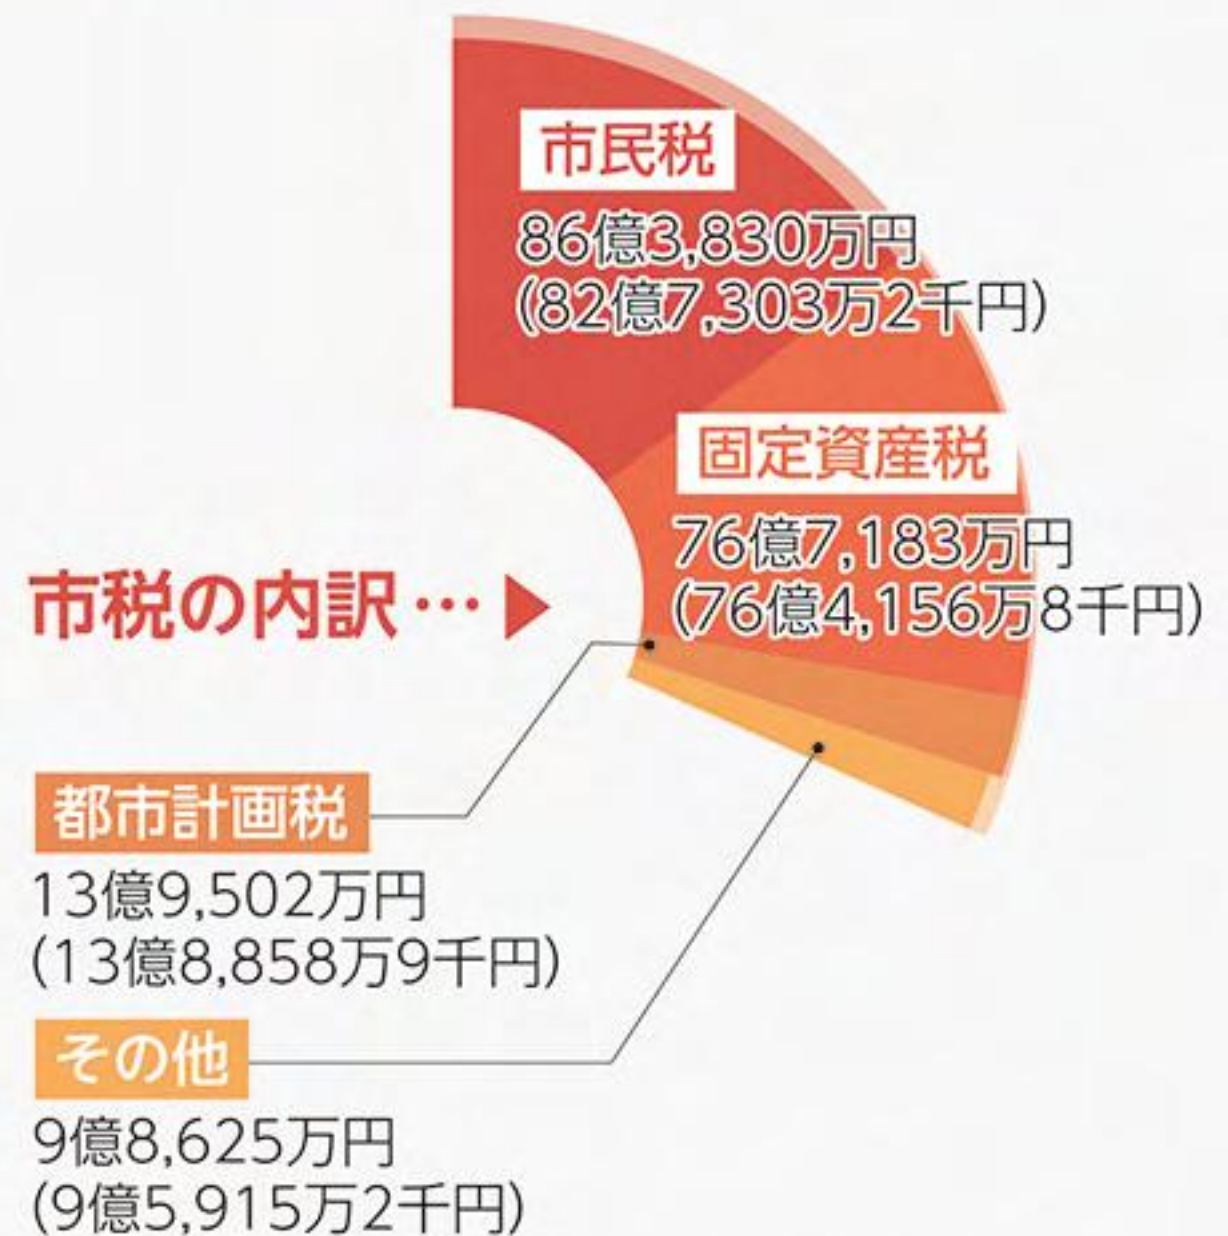 市民税
86億3,830万円
(82億7,303万2千円)
固定資産税
76億7,183万円
(76億4,156万8千円)
市税の内訳…▶
都市計画税
13億9,502万円
(13億8,858万9千円)
その他
9億8,625万円
(9億5,915万2千円)